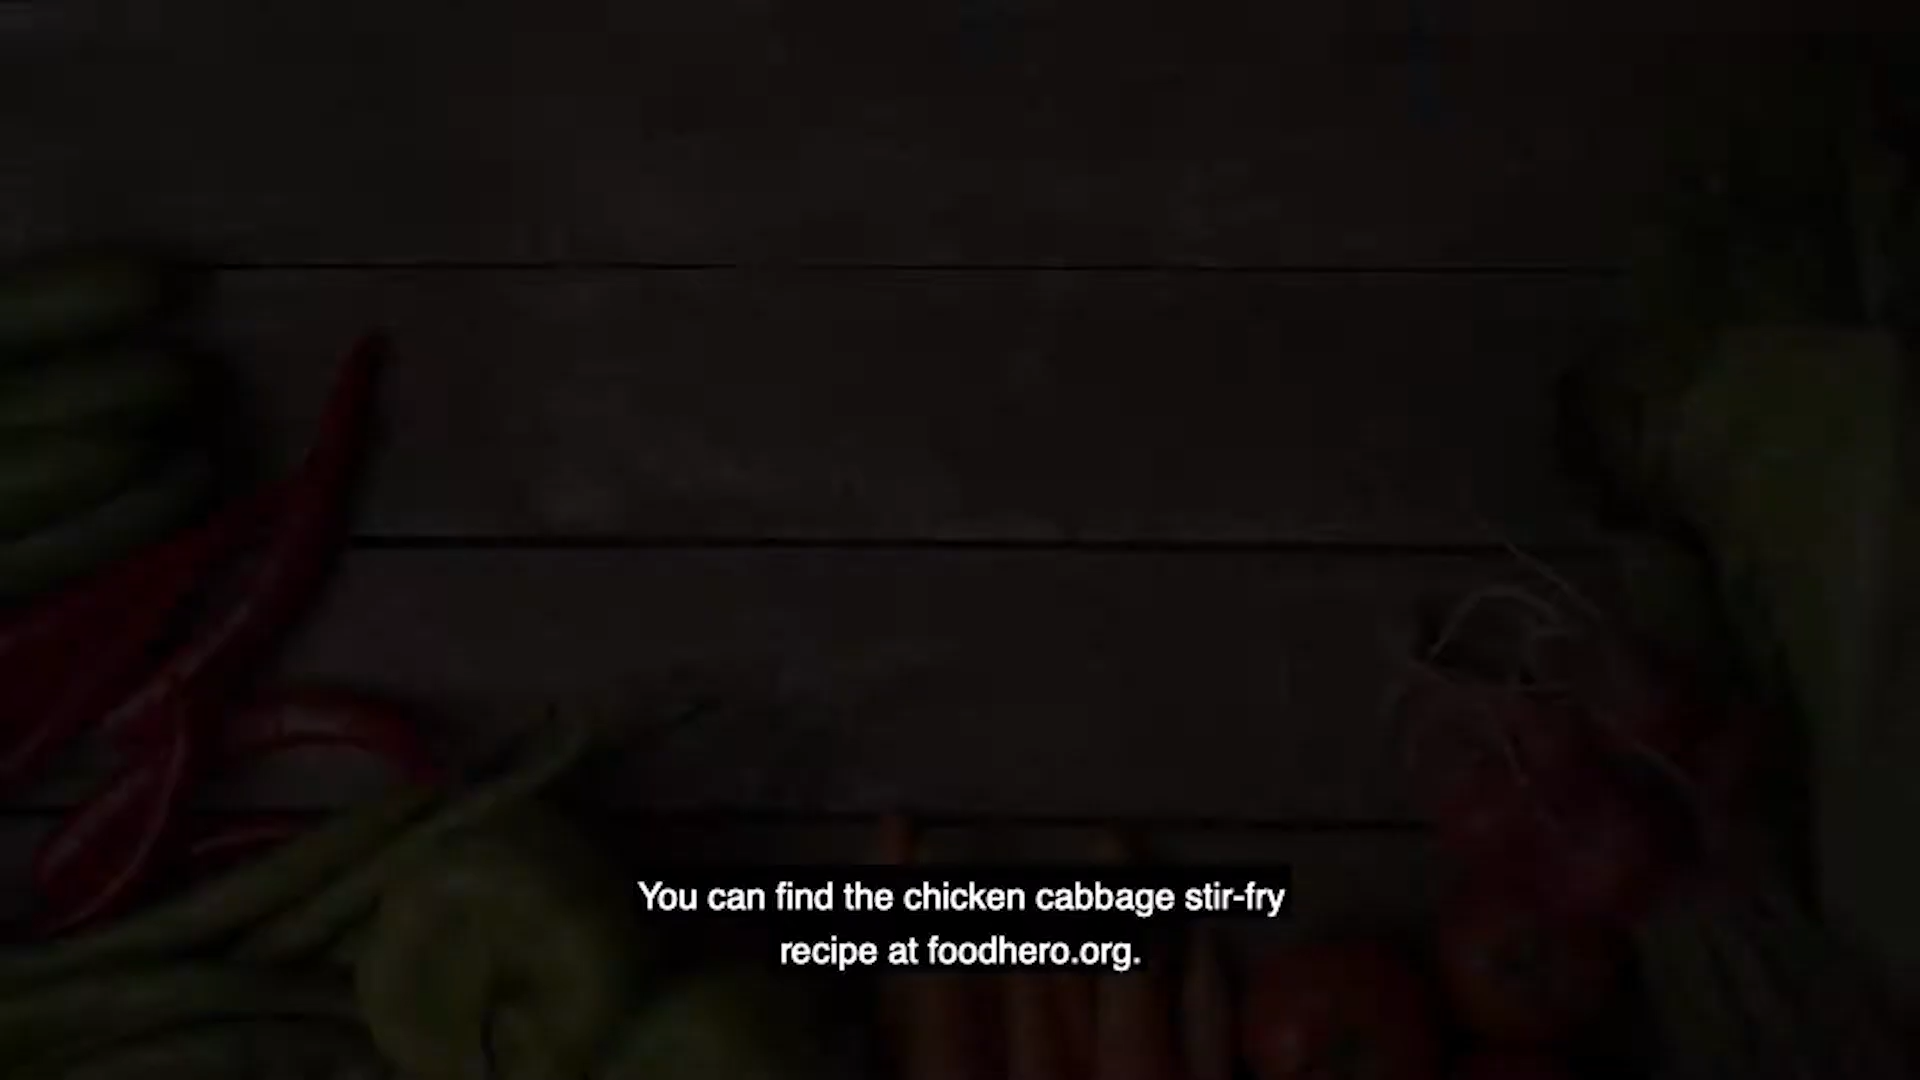 You can find the chicken cabbage stir-fry
recipe at foodhero.org.